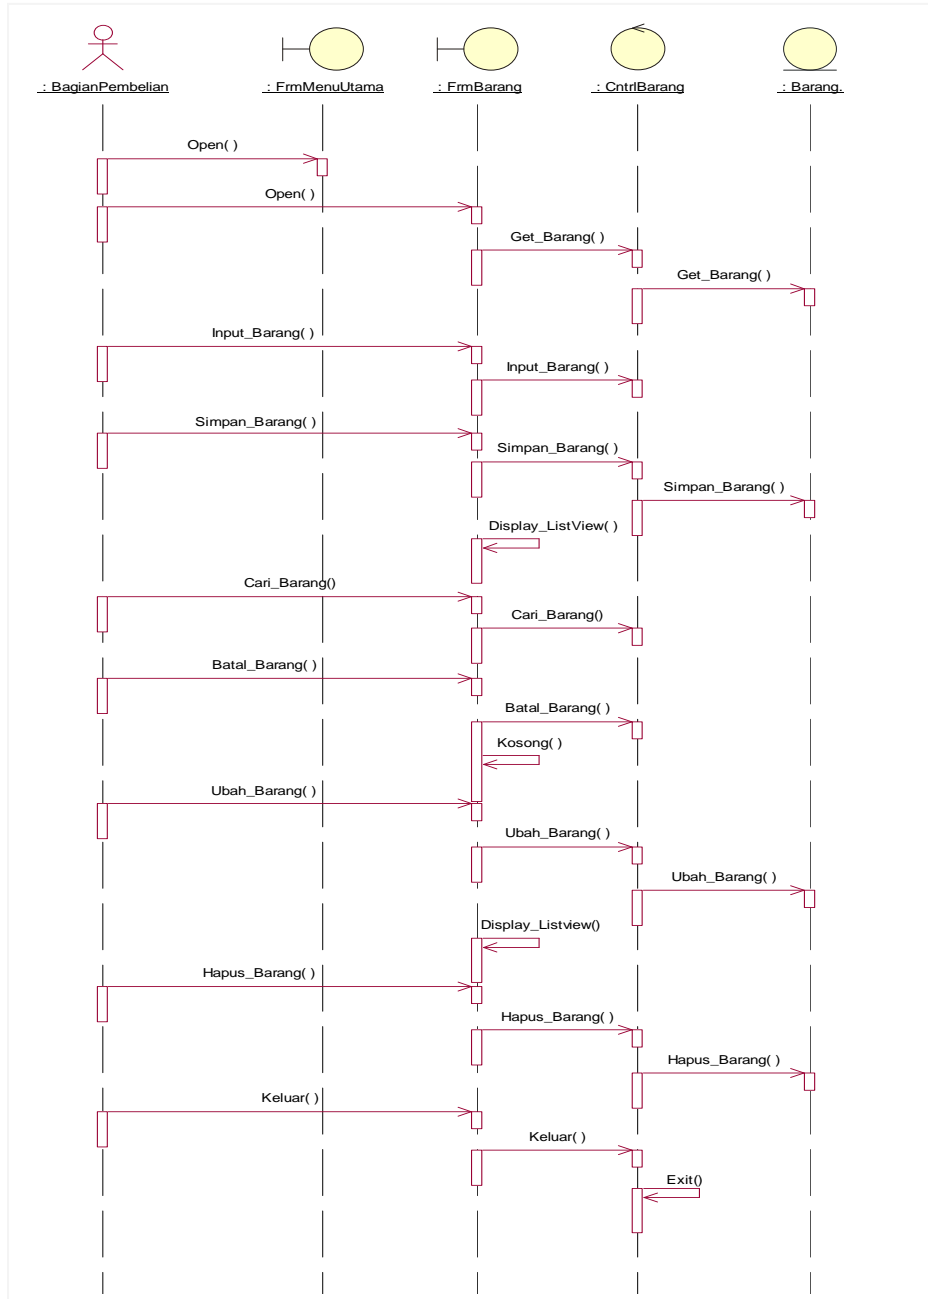 : BagianPembelian
: FrmMenuUtama
: FrmBarang
: CntrlBarang
: Barang.
Open( )
Open( )
Get_Barang( )
Get_Barang( )
Input_Barang( )
Input_Barang( )
Simpan_Barang( )
Simpan_Barang( )
Simpan_Barang( )
Display_ListView( )
Cari_Barang()
Cari_Barang()
Batal_Barang( )
Batal_Barang( )
Kosong( )
Ubah_Barang( )
Ubah_Barang( )
Ubah_Barang( )
Display_Listview()
Hapus_Barang( )
Hapus_Barang( )
Hapus_Barang( )
Keluar( )
Keluar( )
Exit()